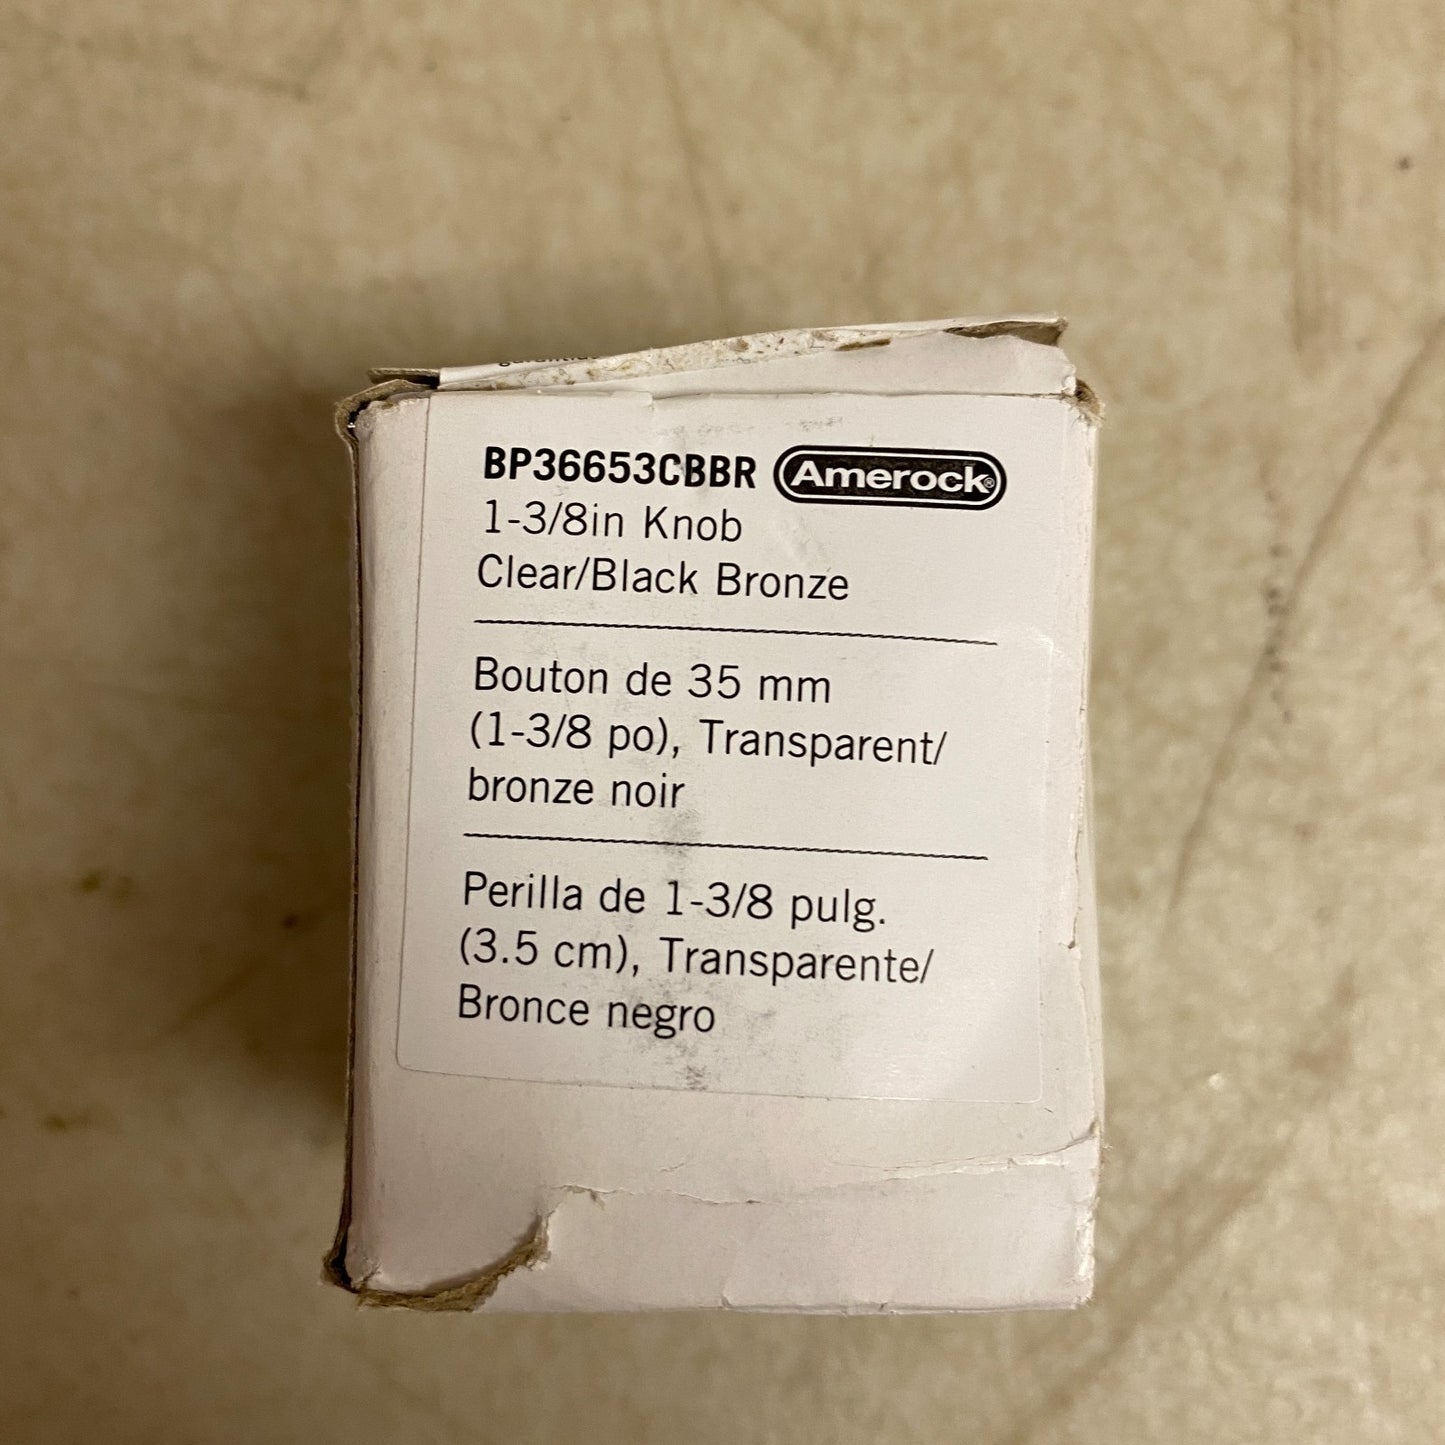 BP36653CBBR Amerock®
1-3/8in Knob
Clear/Black Bronze
Bouton de 35 mm
(1-3/8 po), Transparent/
bronze noir
Perilla de 1-3/8 pulg.
(3.5 cm), Transparente/
Bronce negro